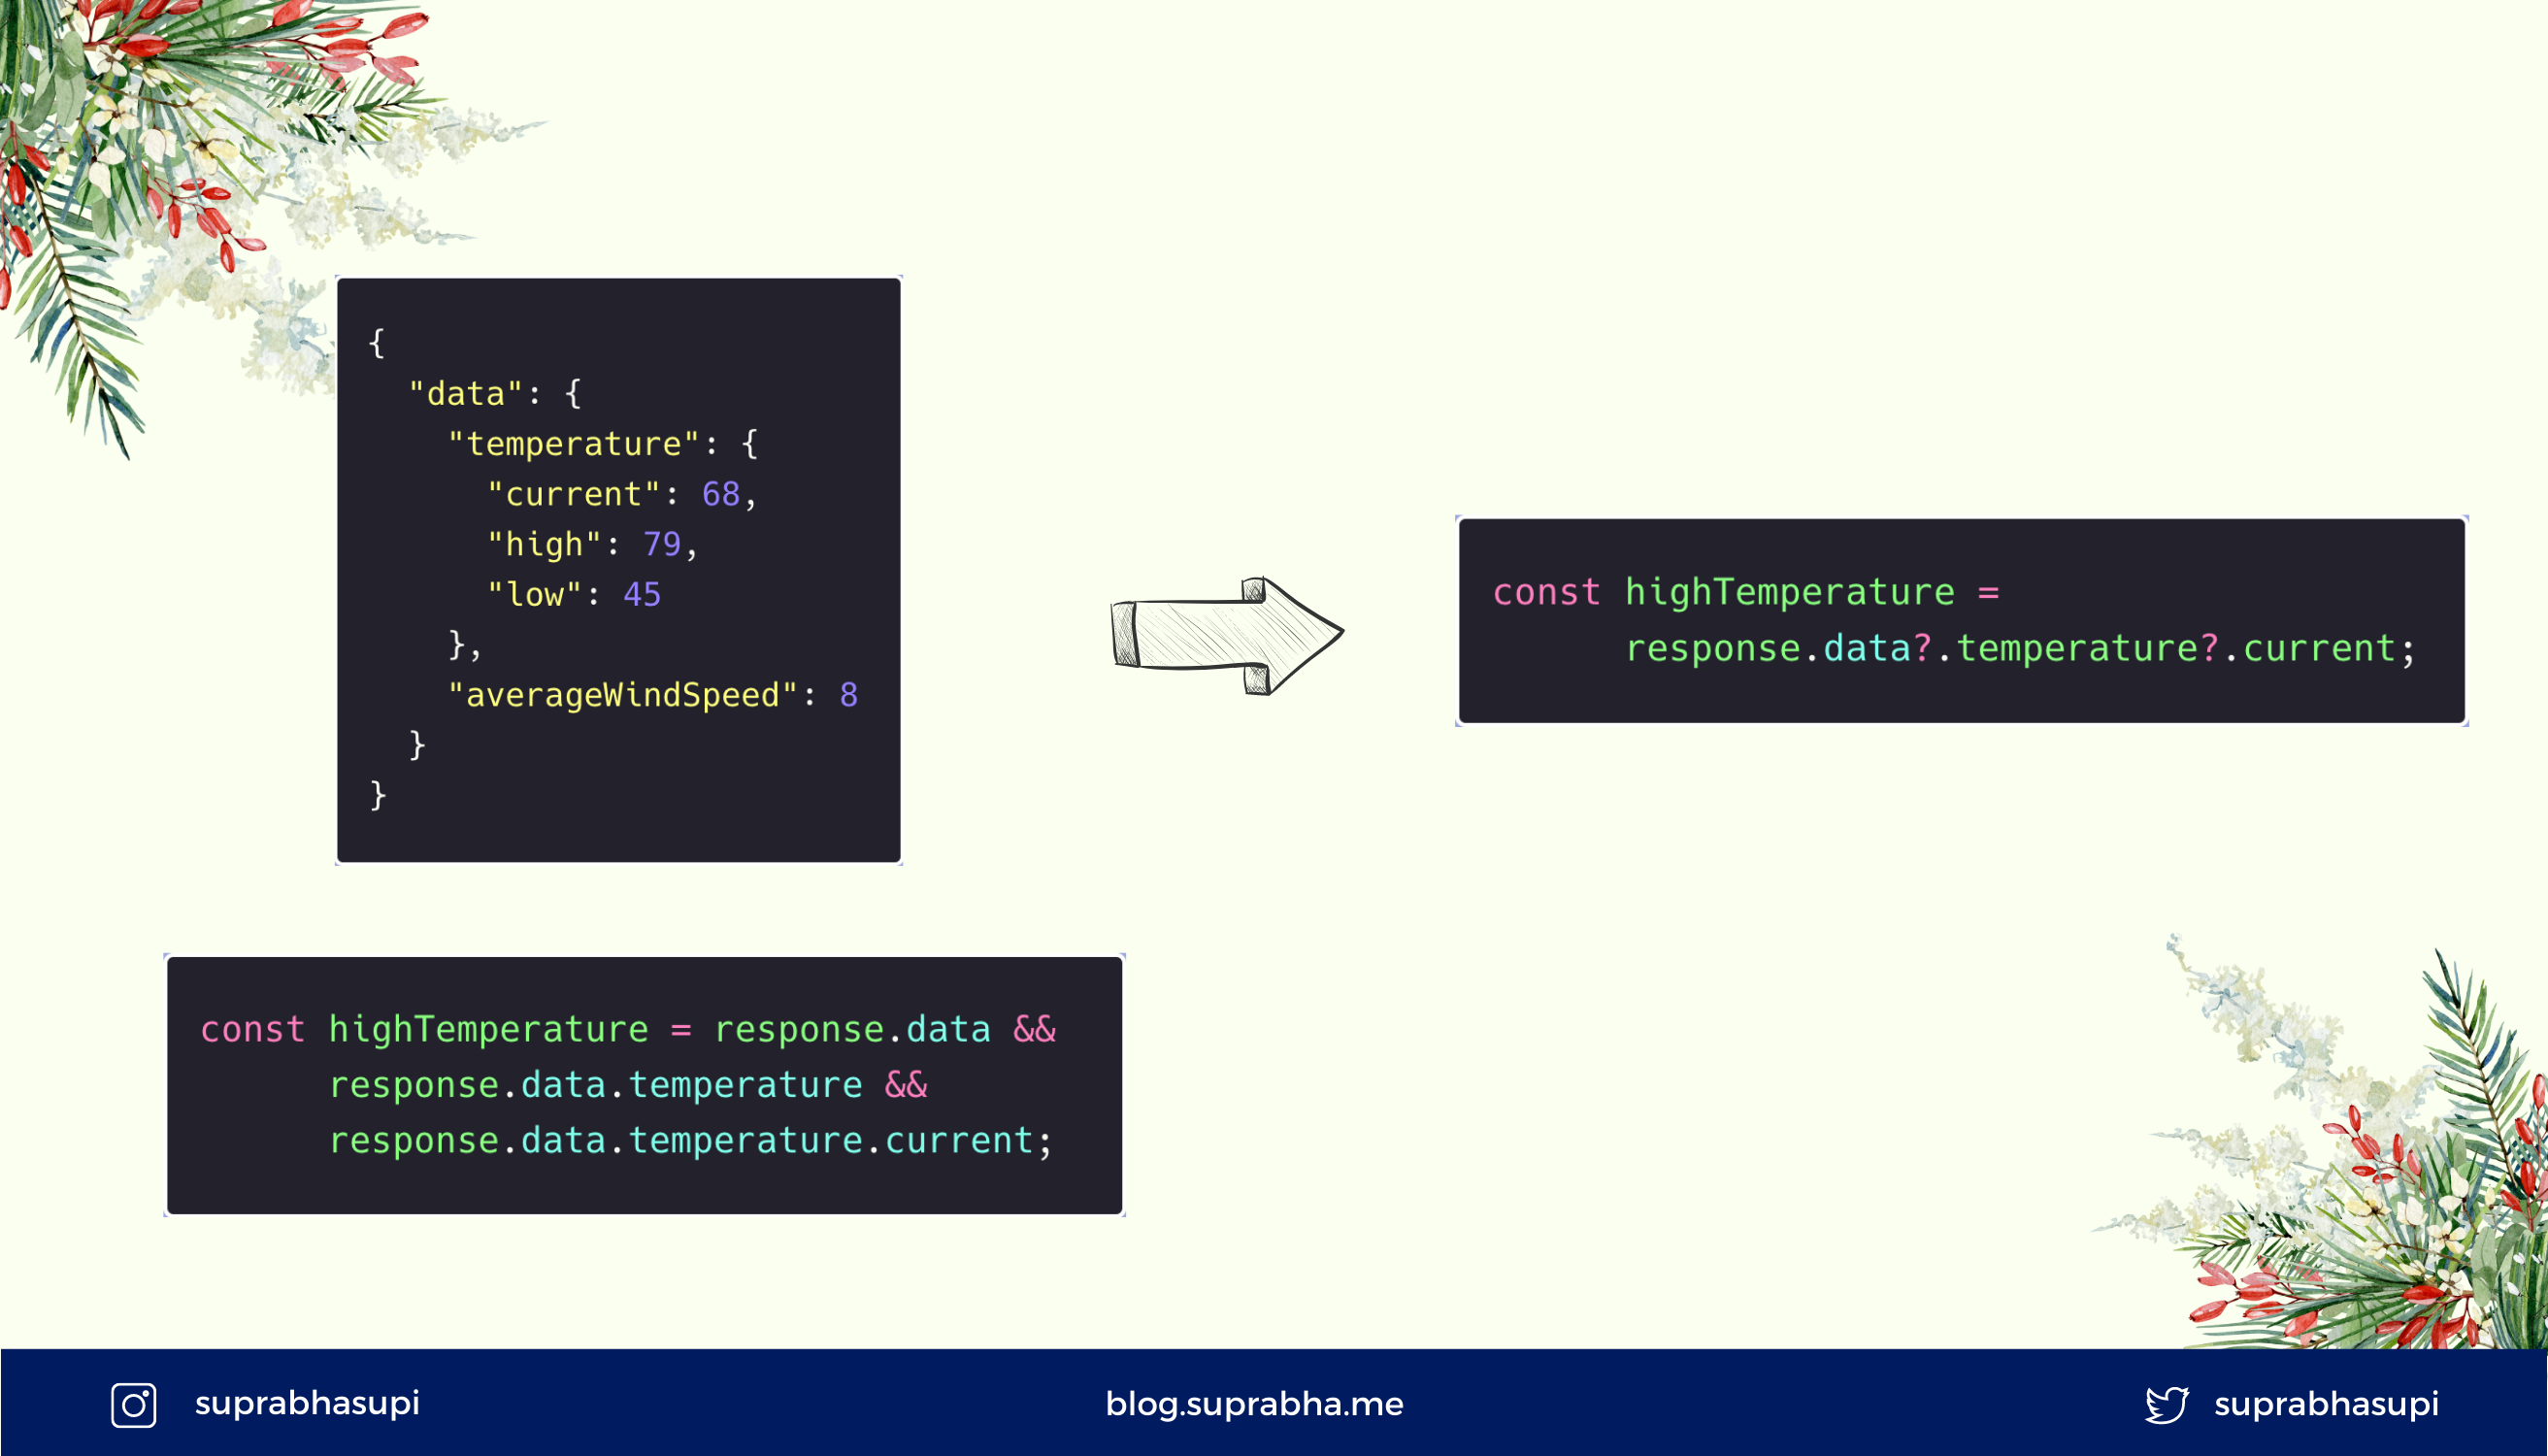 {
  "data": {
    "temperature": {
      "current": 68,
      "high": 79,
      "low": 45
    },
    "averageWindSpeed": 8
  }
}
const highTemperature =
      response.data?.temperature?.current;
const highTemperature = response.data &&
      response.data.temperature &&
      response.data.temperature.current;
suprabhasupi
blog.suprabha.me
suprabhasupi